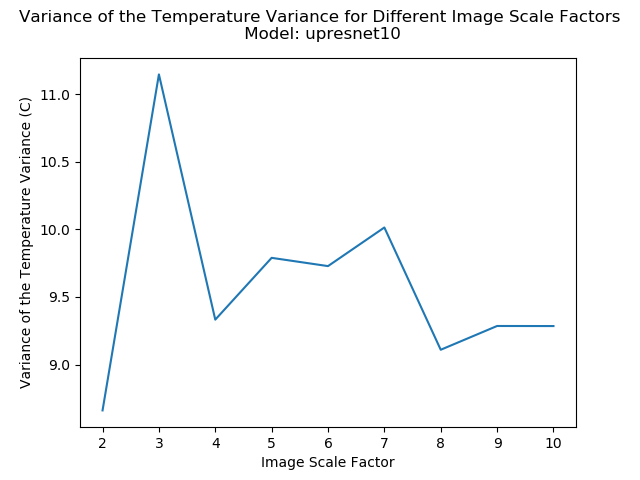 Variance of the Temperature Variance for Different Image Scale Factors
Model: upresnet10
Variance of the Temperature Variance (C)
11.0
10.5
10.0
9.5
9.0
2 3 4 5 6 7 8 9 10
Image Scale Factor